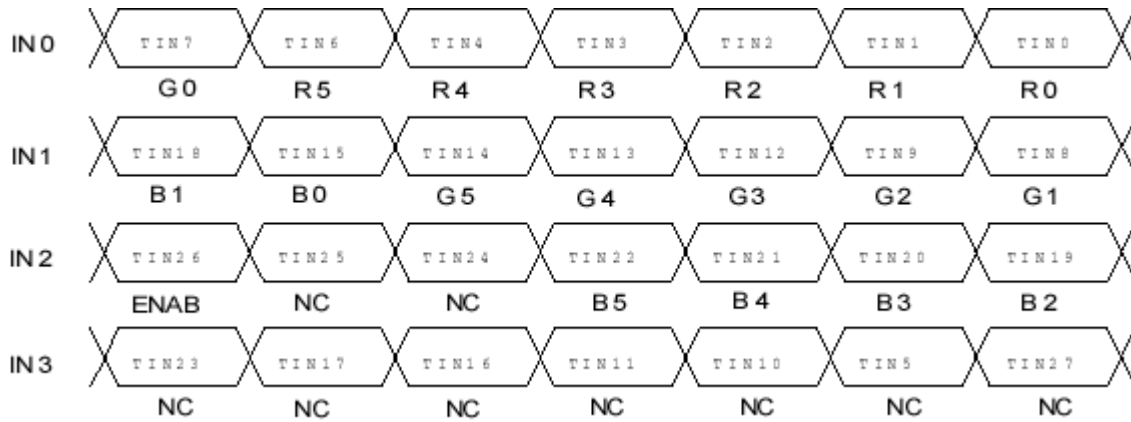 IN0 TIN7 TIN6 TIN4 TIN3 TIN2 TIN1 TIN0
G0 R5 R4 R3 R2 R1 R0
IN1 TIN18 TIN15 TIN14 TIN13 TIN12 TIN9 TIN8
B1 B0 G5 G4 G3 G2 G1
IN2 TIN26 TIN25 TIN24 TIN22 TIN21 TIN20 TIN19
ENAB NC NC B5 B4 B3 B2
IN3 TIN23 TIN17 TIN16 TIN11 TIN10 TIN5 TIN27
NC NC NC NC NC NC NC